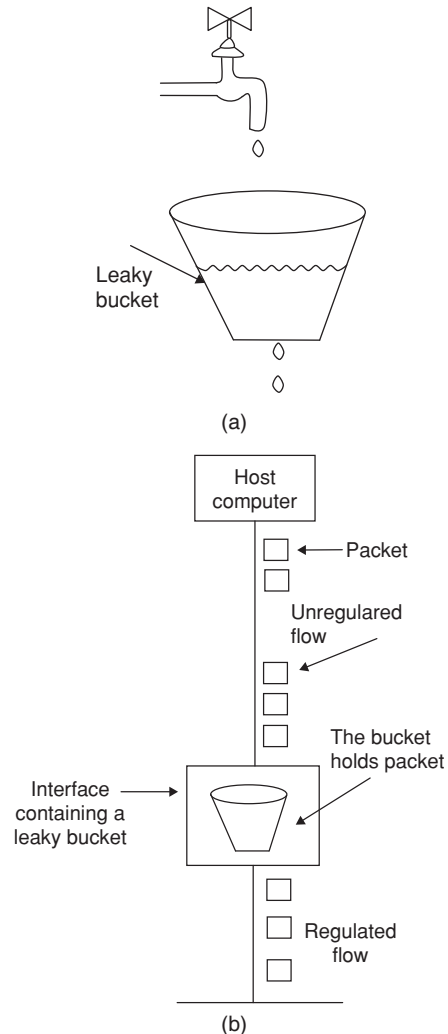 Leaky
bucket
(a)
Host
computer
Packet
Unregulared
flow
The bucket
holds packet
Interface
containing a
leaky bucket
Regulated
flow
(b)